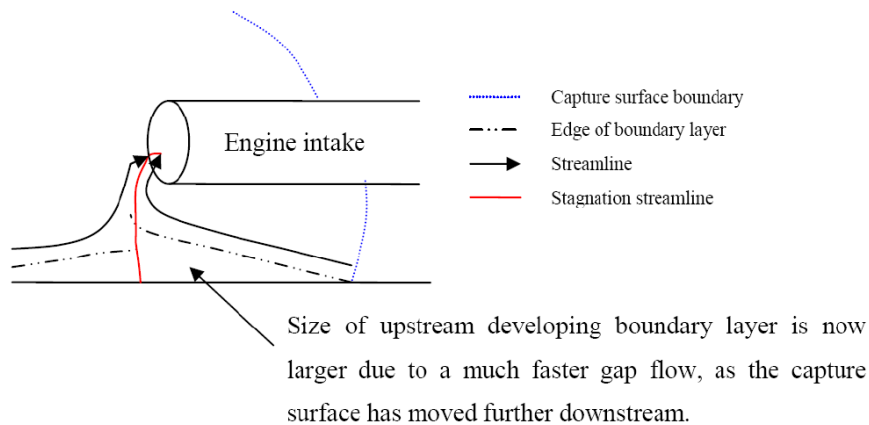 Engine intake
Capture surface boundary
Edge of boundary layer
Streamline
Stagnation streamline
Size of upstream developing boundary layer is now
larger due to a much faster gap flow, as the capture
surface has moved further downstream.